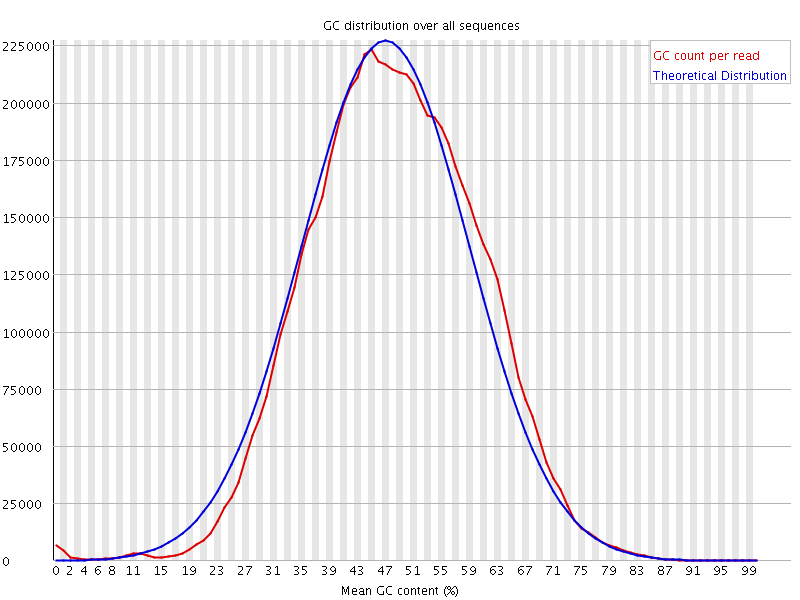 GC distribution over all sequences
GC count per read
Theoretical Distribution
225000
200000
175000
150000
125000
100000
75000
50000
25000
0
0 2 4 6 8 11 15 19 23 27 31 35 39 43 47 51 55 59 63 67 71 75 79 83 87 91 95 99
Mean GC content (%)